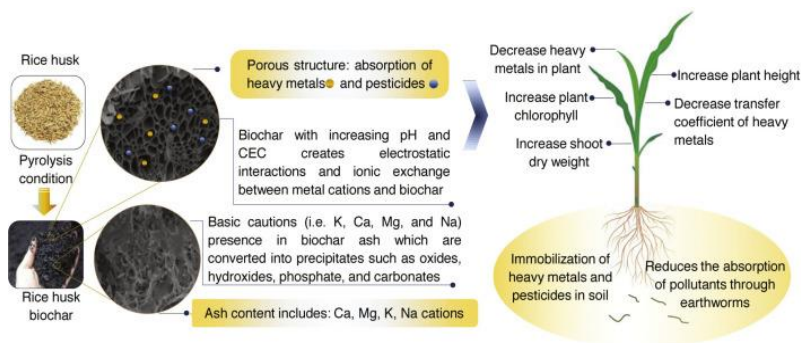 Rice husk
Pyrolysis
condition
Rice husk
biochar
Porous structure: absorption of
heavy metals and pesticides
Biochar with increasing pH and
CEC creates electrostatic
interactions and ionic exchange
between metal cations and biochar
Basic cautions (i.e. K, Ca, Mg, and Na)
presence in biochar ash which are
converted into precipitates such as oxides,
hydroxides, phosphate, and carbonates
Ash content includes: Ca, Mg, K, Na cations
Decrease heavy
metals in plant
Increase plant
chlorophyll
Increase shoot
dry weight
Increase plant height
Decrease transfer
coefficient of heavy
metals
Immobilization of
heavy metals and
pesticides in soil
Reduces the absorption
of pollutants through
earthworms